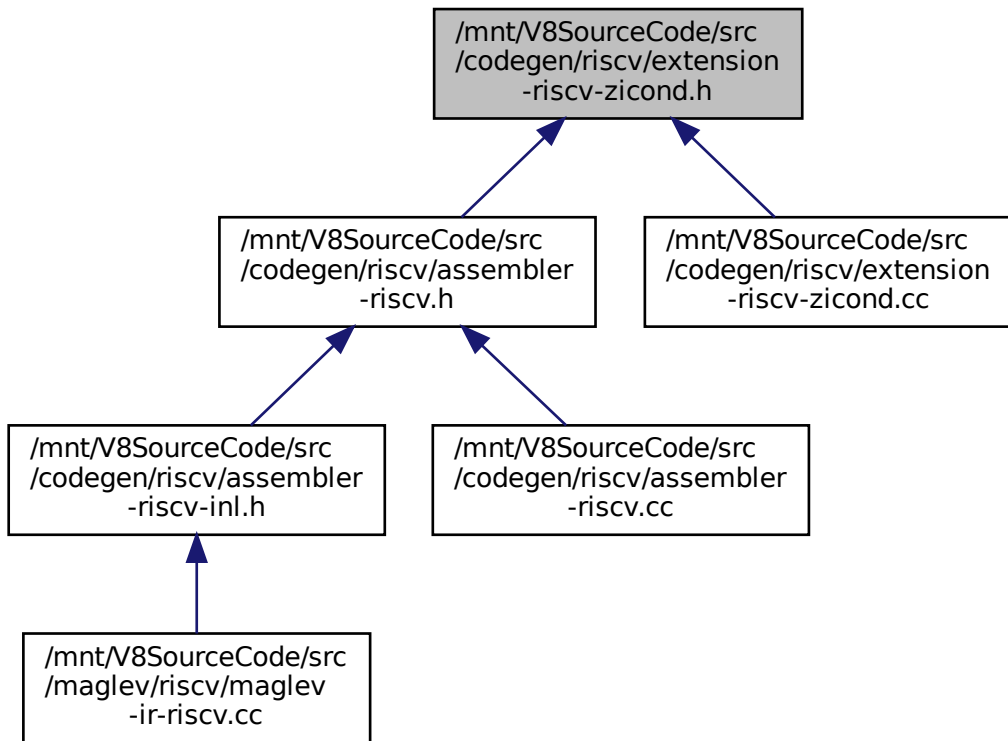 /mnt/V8SourceCode/src
/codegen/riscv/extension
-riscv-zicond.h
/mnt/V8SourceCode/src
/codegen/riscv/assembler
-riscv.h
/mnt/V8SourceCode/src
/codegen/riscv/extension
-riscv-zicond.cc
/mnt/V8SourceCode/src
/codegen/riscv/assembler
-riscv-inl.h
/mnt/V8SourceCode/src
/codegen/riscv/assembler
-riscv.cc
/mnt/V8SourceCode/src
/maglev/riscv/maglev
-ir-riscv.cc